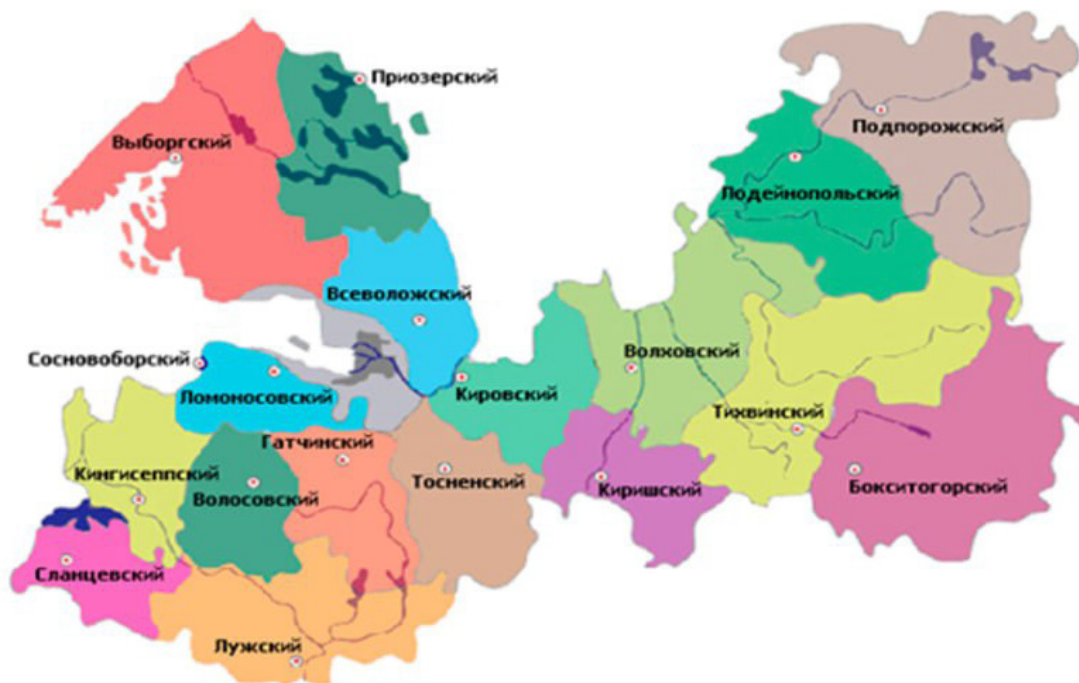 Приозерский
Выборгский
Подпорожский
Лодейнопольский
Всеволожский
Сосновоборский
Ломоносовский
Кировский
Волховский
Тихвинский
Гатчинский
Кингисеппский
Волосовский
Тосненский
Киришский
Бокситогорский
Сланцевский
Лужский